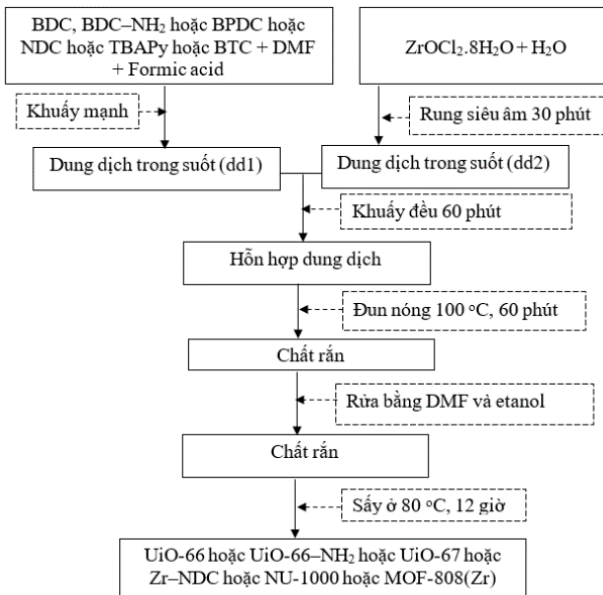 BDC, BDC–NH₂ hoặc BPDC hoặc
NDC hoặc TBAPy hoặc BTC + DMF
+ Formic acid
ZrOCl₂.8H₂O + H₂O
Khuấy mạnh
Rung siêu âm 30 phút
Dung dịch trong suốt (dd1)
Dung dịch trong suốt (dd2)
Khuấy đều 60 phút
Hỗn hợp dung dịch
Đun nóng 100 °C, 60 phút
Chất rắn
Rửa bằng DMF và etanol
Chất rắn
Sấy ở 80 °C, 12 giờ
UiO-66 hoặc UiO-66–NH₂ hoặc UiO-67 hoặc
Zr–NDC hoặc NU-1000 hoặc MOF-808(Zr)